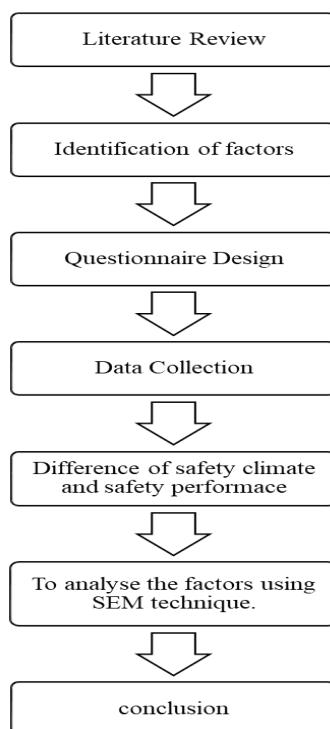 Literature Review
Identification of factors
Questionnaire Design
Data Collection
Difference of safety climate
and safety performace
To analyse the factors using
SEM technique.
conclusion